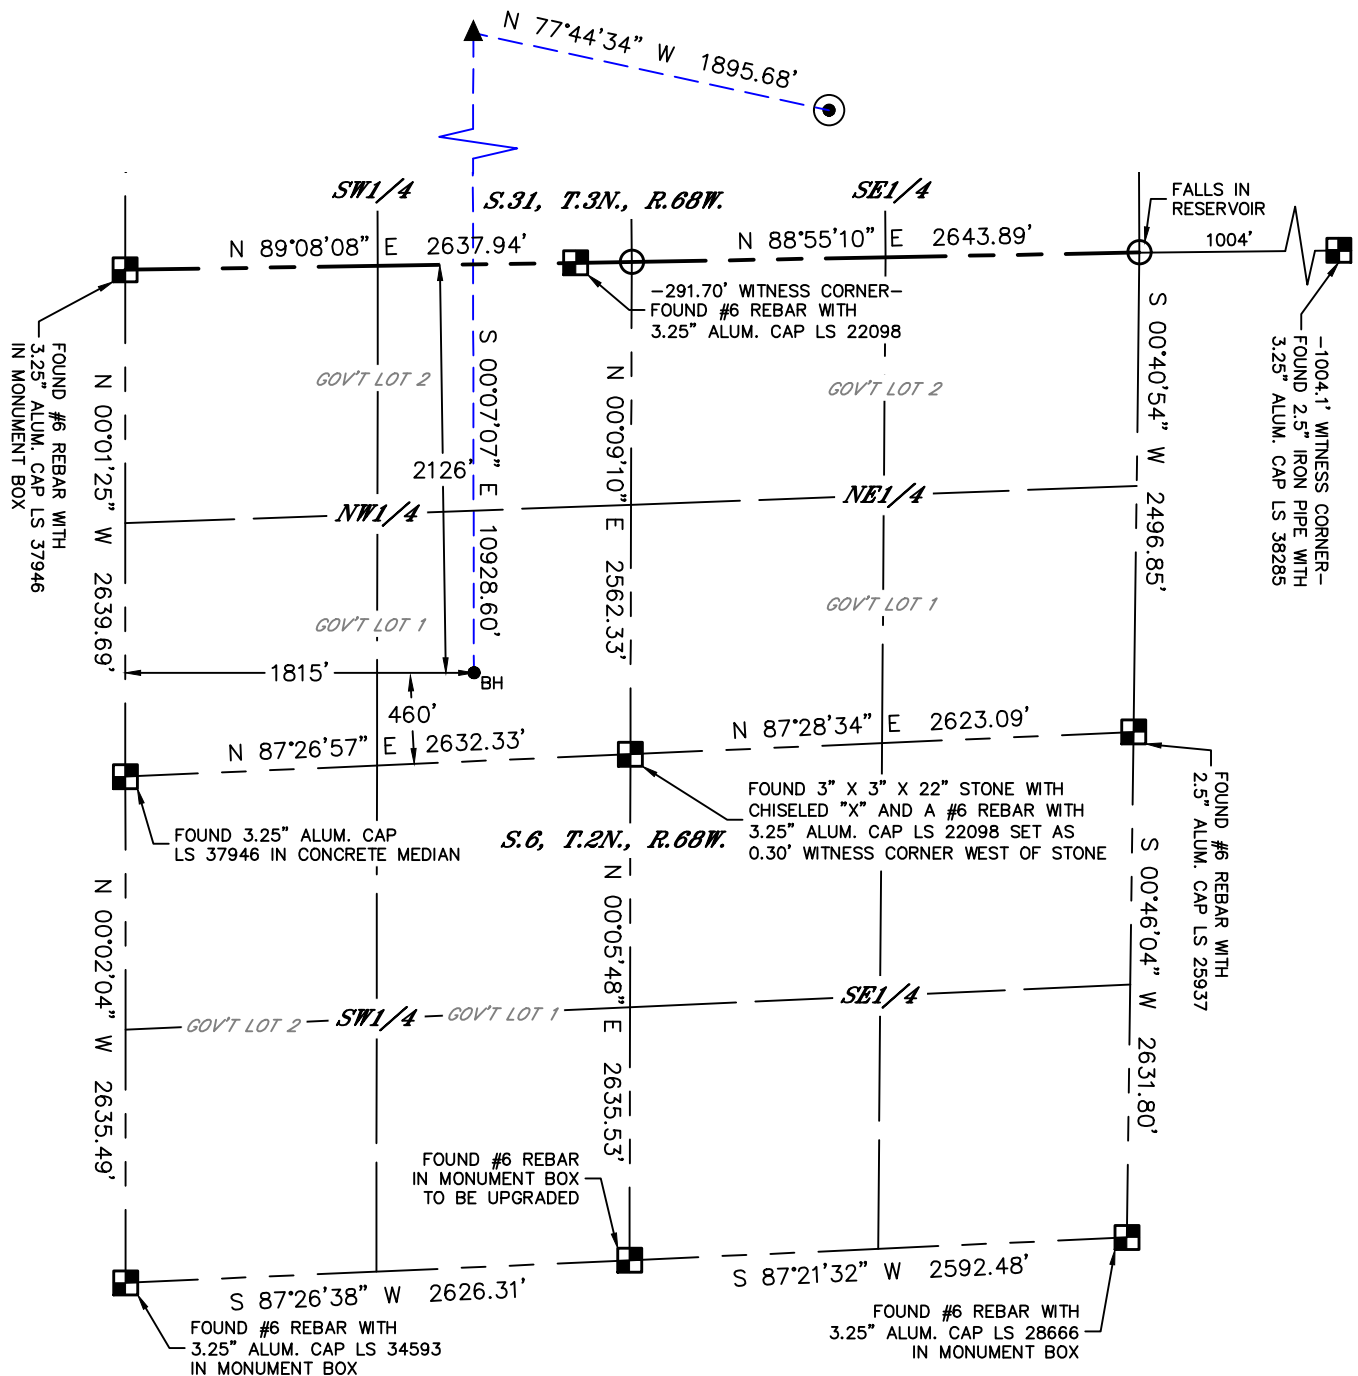 N 77°44'34" W 1895.68'
SW1/4
S.31, T.3N., R.68W.
SE1/4
FALLS IN
RESERVOIR
1004'
N 89°08'08" E 2637.94'
N 88°55'10" E 2643.89'
-291.70' WITNESS CORNER-
FOUND #6 REBAR WITH
3.25" ALUM. CAP LS 22098
FOUND #6 REBAR WITH
3.25" ALUM. CAP LS 37946
IN MONUMENT BOX
N 00°01'25" W 2639.69'
GOV'T LOT 2
2126'
S 00°07'07" E 10928.60'
N 00°09'10" E 2562.33'
GOV'T LOT 2
S 00°40'54" W 2496.85'
-1004.1' WITNESS CORNER-
FOUND 2.5" IRON PIPE WITH
3.25" ALUM. CAP LS 38285
NW1/4
NE1/4
GOV'T LOT 1
GOV'T LOT 1
1815'
BH
460'
N 87°26'57" E 2632.33'
N 87°28'34" E 2623.09'
FOUND 3.25" ALUM. CAP
LS 37946 IN CONCRETE MEDIAN
S.6, T.2N., R.68W.
FOUND 3" X 3" X 22" STONE WITH
CHISELED "X" AND A #6 REBAR WITH
3.25" ALUM. CAP LS 22098 SET AS
0.30' WITNESS CORNER WEST OF STONE
FOUND #6 REBAR WITH
2.5" ALUM. CAP LS 25937
N 00°02'04" W 2635.49'
N 00°05'48" E 2635.53'
S 00°46'04" W 2631.80'
GOV'T LOT 2
SW1/4
GOV'T LOT 1
SE1/4
FOUND #6 REBAR
IN MONUMENT BOX
TO BE UPGRADED
S 87°26'38" W 2626.31'
S 87°21'32" W 2592.48'
FOUND #6 REBAR WITH
3.25" ALUM. CAP LS 34593
IN MONUMENT BOX
FOUND #6 REBAR WITH
3.25" ALUM. CAP LS 28666
IN MONUMENT BOX